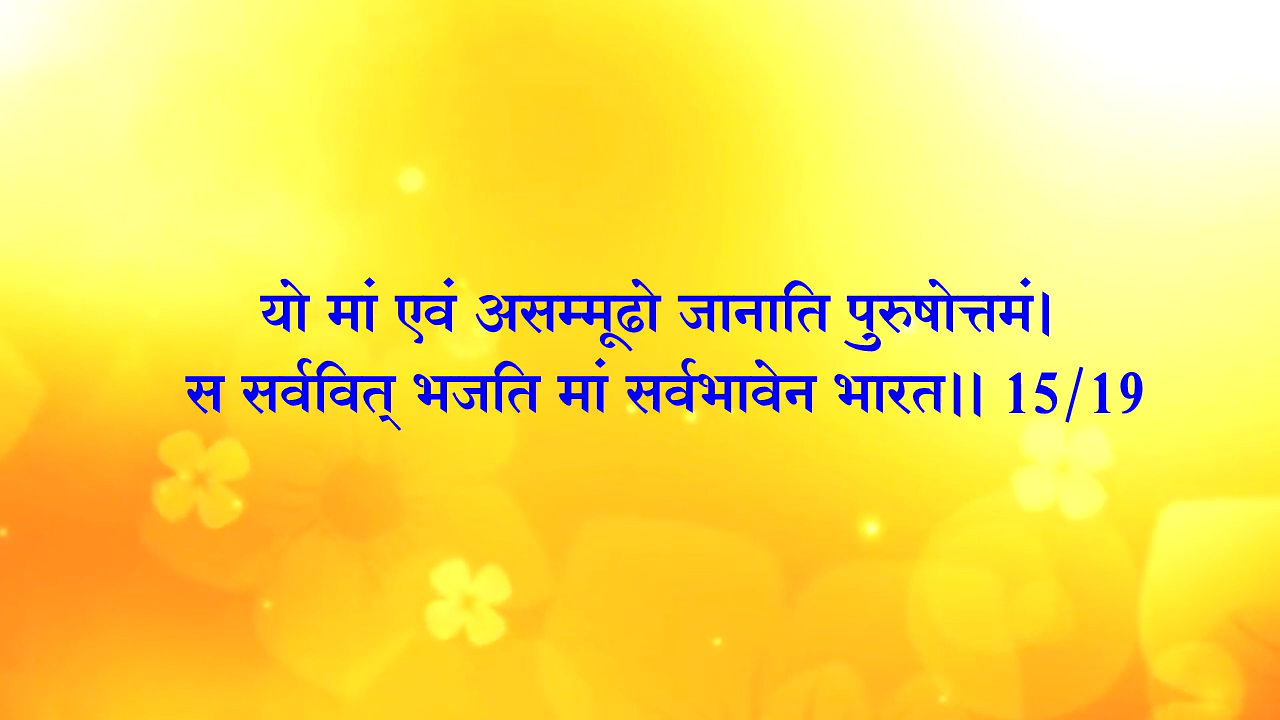 यो मां एवं असम्मूढो जानाति पुरुषोत्तमं।
स सर्ववित् भजति मां सर्वभावेन भारत।। 15/19